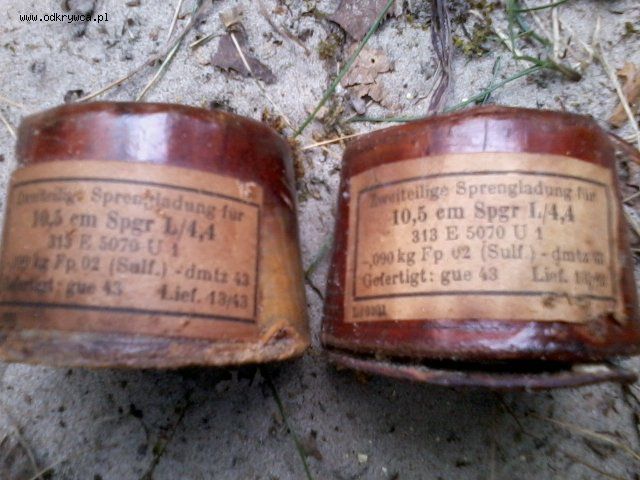 www.odkrywca.pl
Zweiteilige Sprengladung für
10,5 cm Spgr L/4,4
313 E 5070 U 1
,090 kg Fp 02 (Sulf.) - dmtz 43
Gefertigt: gue 43 Lief. 13/43
Zweiteilige Sprengladung für
10,5 cm Spgr L/4,4
313 E 5070 U 1
-,090 kg Fp 02 (Sulf.) - dmtz 43
Gefertigt: gue 43 Lief.